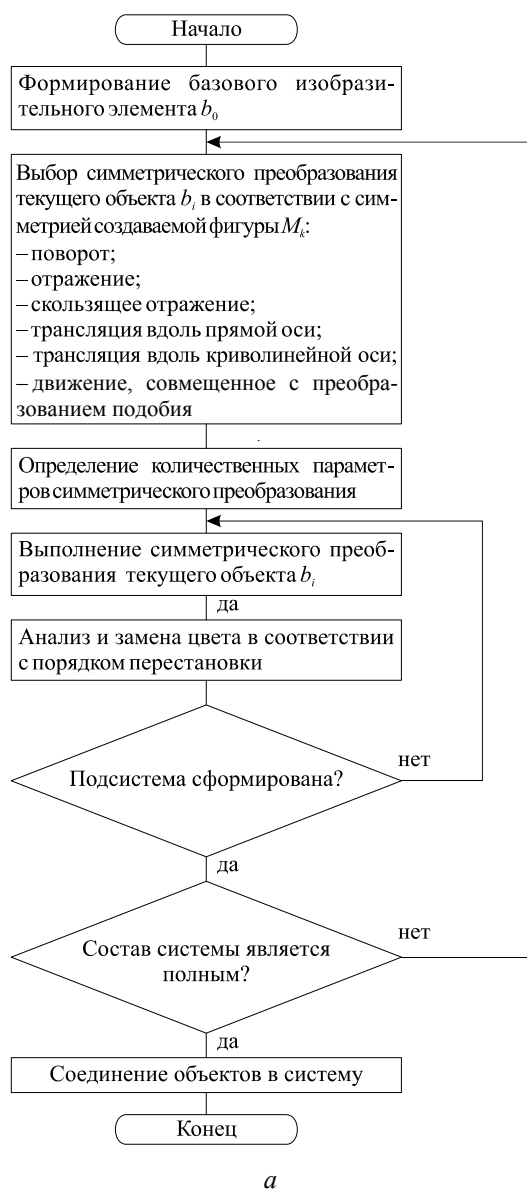 Начало
Формирование базового изобрази-
тельного элемента b₀
Выбор симметрического преобразования
текущего объекта bᵢ в соответствии с сим-
метрией создаваемой фигуры Mₖ:
– поворот;
– отражение;
– скользящее отражение;
– трансляция вдоль прямой оси;
– трансляция вдоль криволинейной оси;
– движение, совмещенное с преобра-
зованием подобия
Определение количественных парамет-
ров симметрического преобразования
Выполнение симметрического преоб-
разования текущего объекта bᵢ
да
Анализ и замена цвета в соответствии
с порядком перестановки
нет
Подсистема сформирована?
да
нет
Состав системы является
полным?
да
Соединение объектов в систему
Конец
а